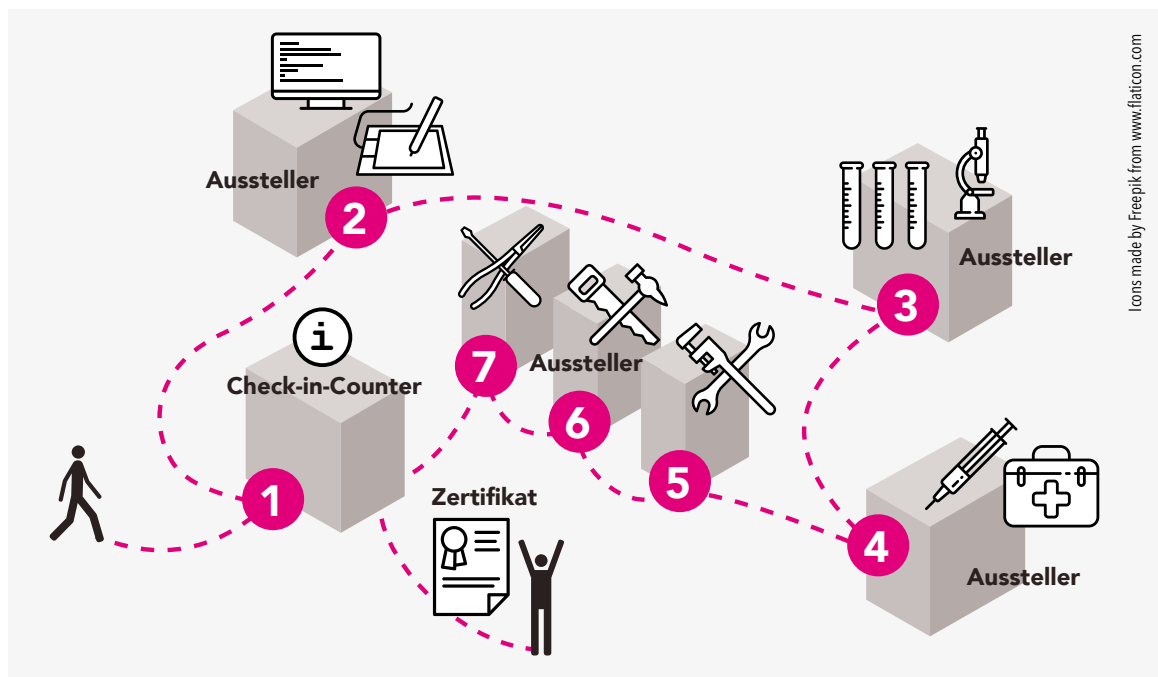 Aussteller
2
3
Aussteller
i
Check-in-Counter
7
Aussteller
6
5
1
Zertifikat
4
Aussteller
Icons made by Freepik from www.flaticon.com